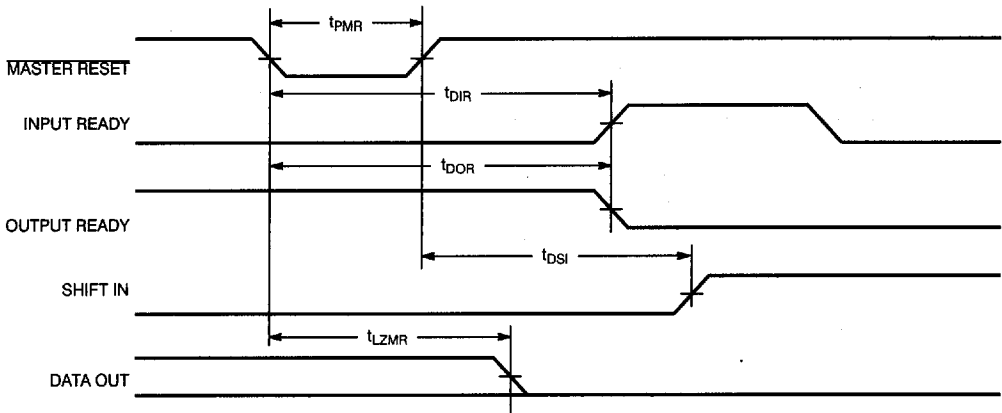 tPMR
MASTER RESET
tDIR
INPUT READY
tDOR
OUTPUT READY
tDSI
SHIFT IN
tLZMR
DATA OUT